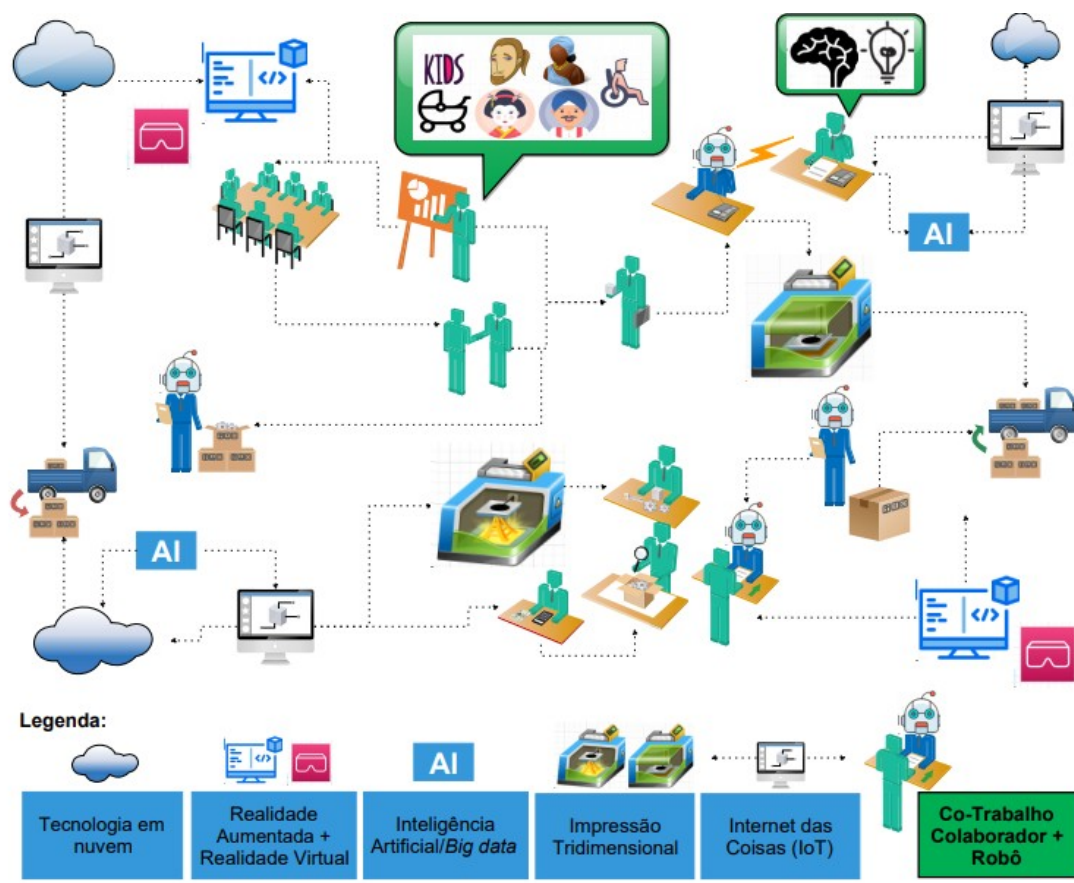 KIDS
AI
AI
Legenda:
AI
Tecnologia em
nuvem
Realidade
Aumentada +
Realidade Virtual
Inteligência
Artificial/Big data
Impressão
Tridimensional
Internet das
Coisas (IoT)
Co-Trabalho
Colaborador +
Robô